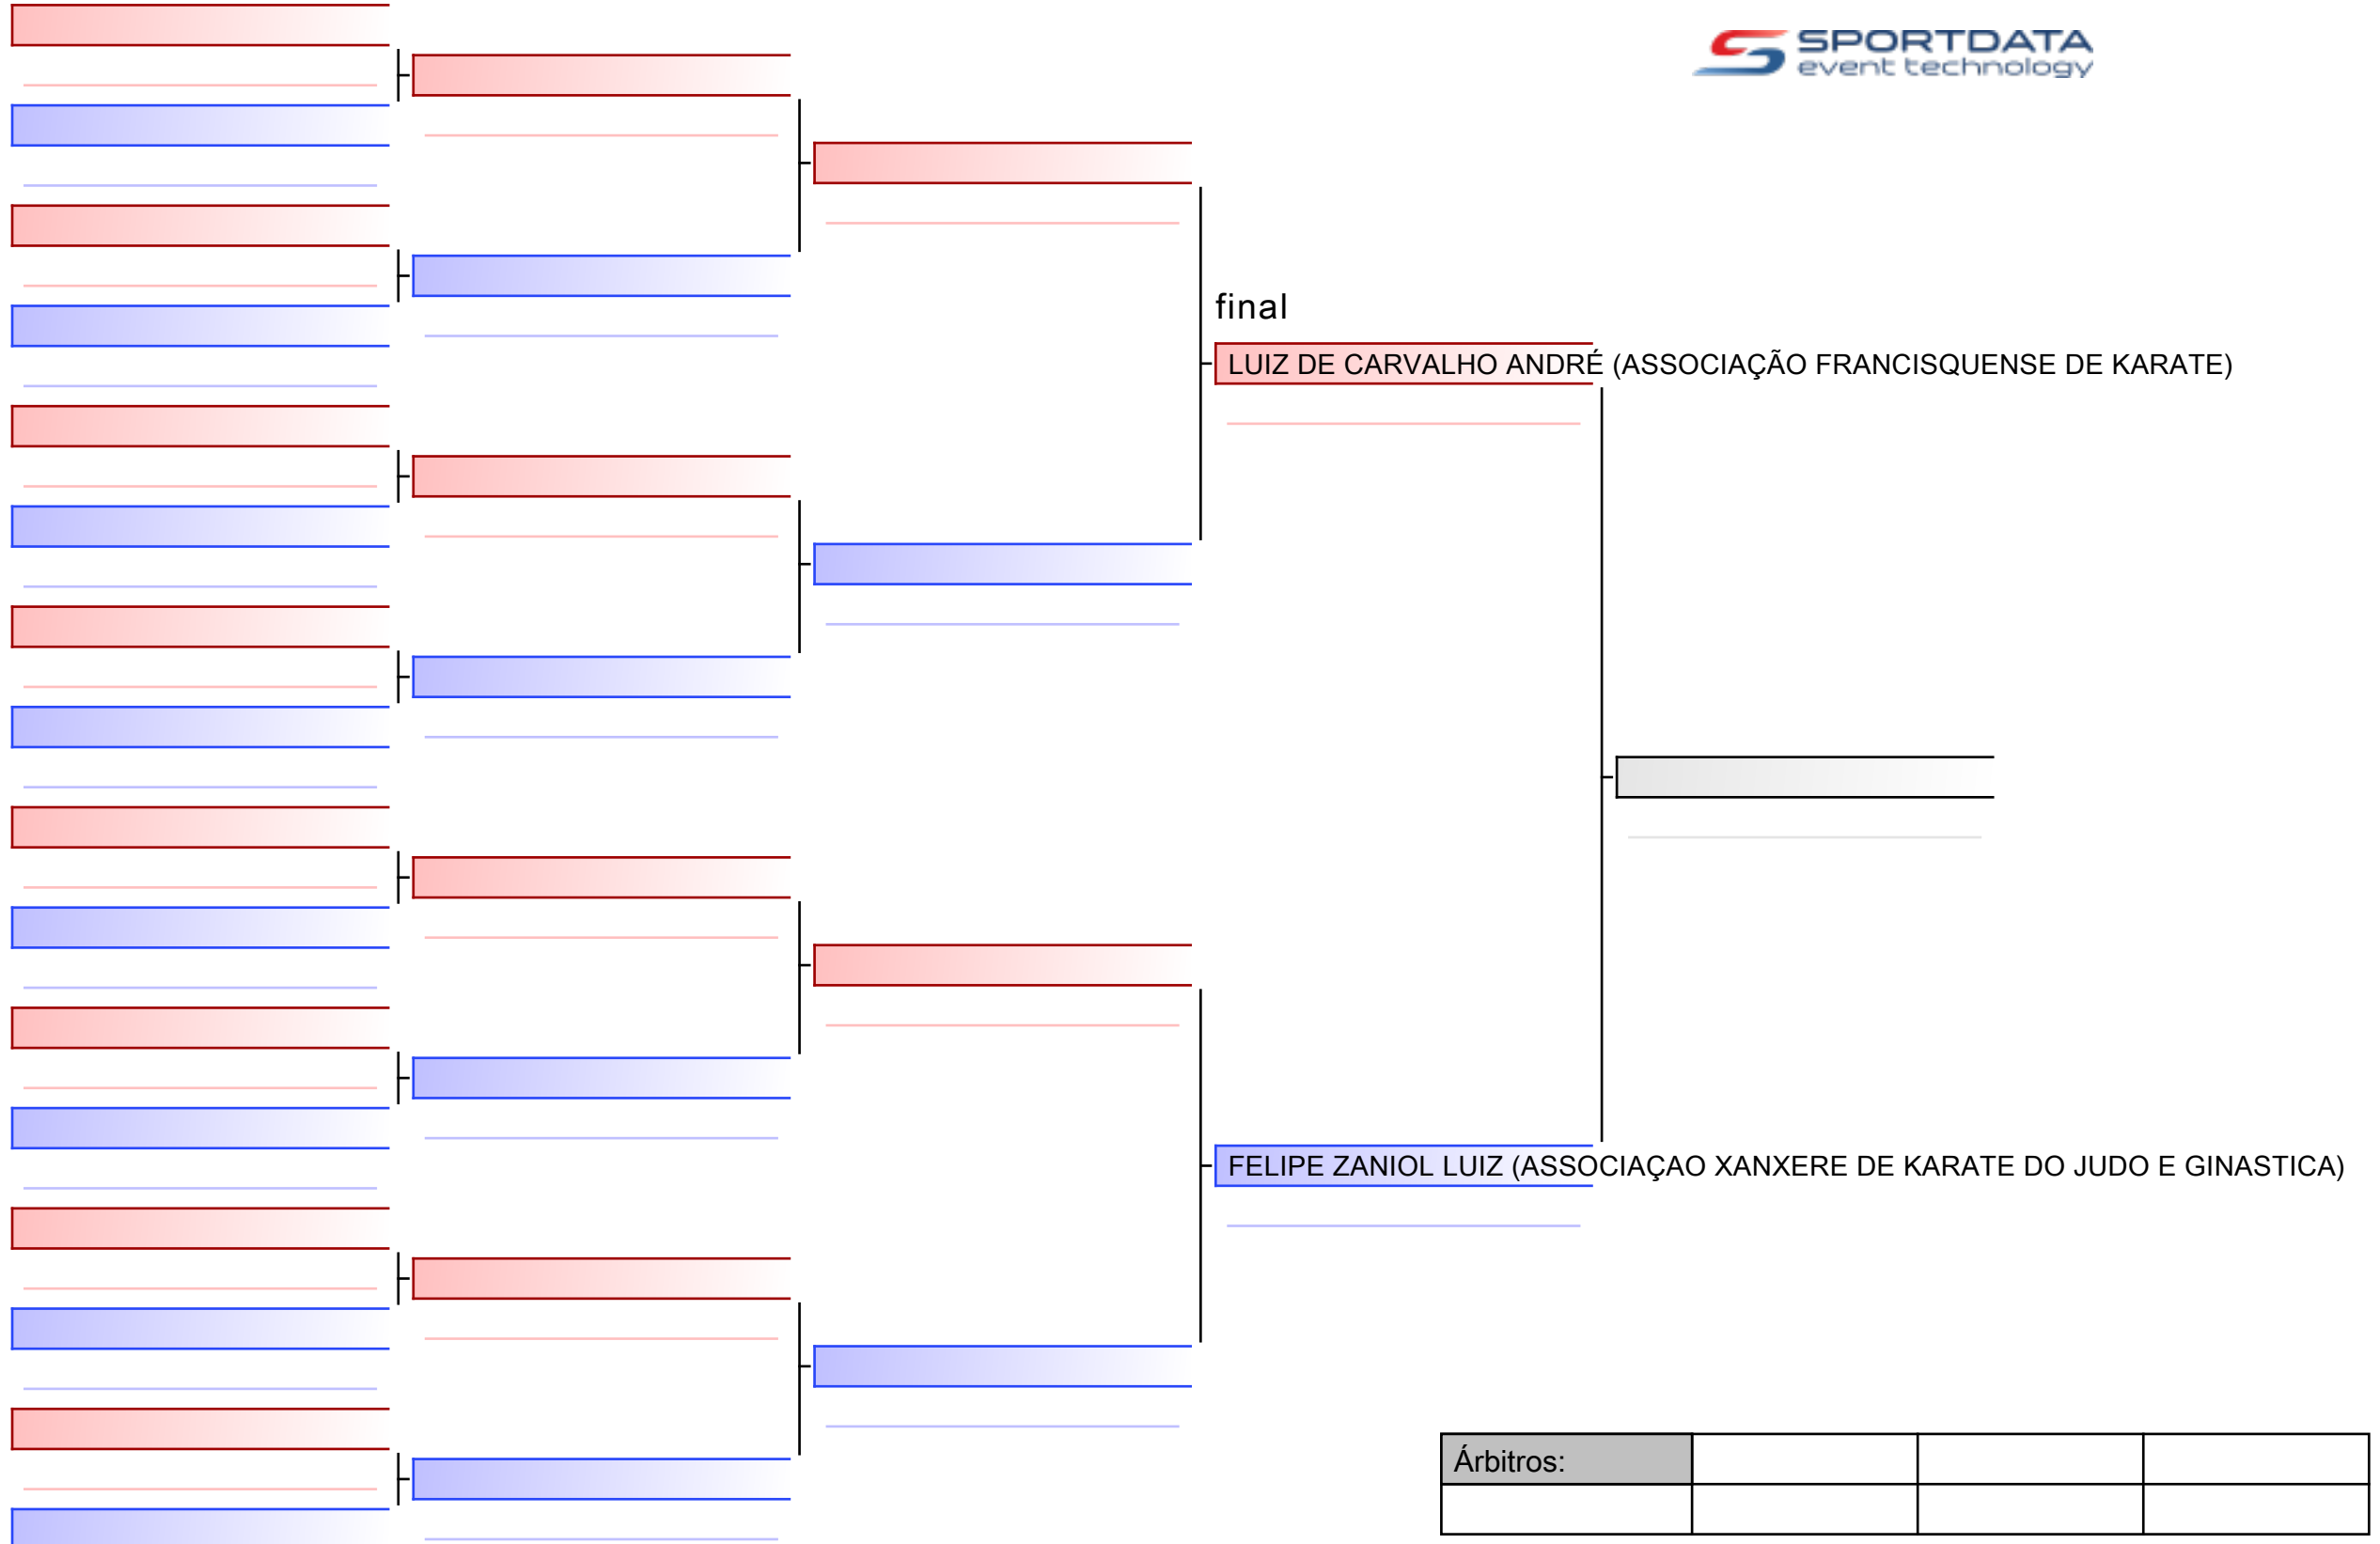 SPORTDATA
event technology
final
LUIZ DE CARVALHO ANDRÉ (ASSOCIAÇÃO FRANCISQUENSE DE KARATE)
FELIPE ZANIOL LUIZ (ASSOCIAÇAO XANXERE DE KARATE DO JUDO E GINASTICA)
Árbitros: